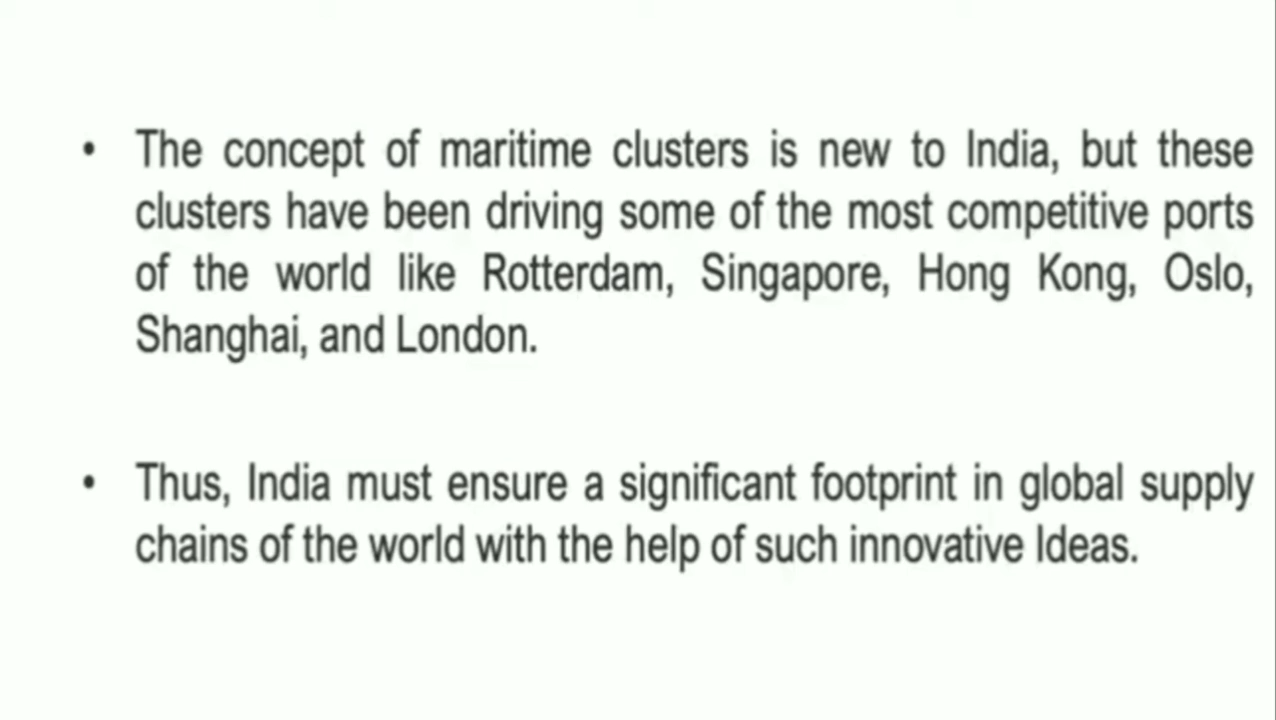 • The concept of maritime clusters is new to India, but these
clusters have been driving some of the most competitive ports
of the world like Rotterdam, Singapore, Hong Kong, Oslo,
Shanghai, and London.
• Thus, India must ensure a significant footprint in global supply
chains of the world with the help of such innovative Ideas.